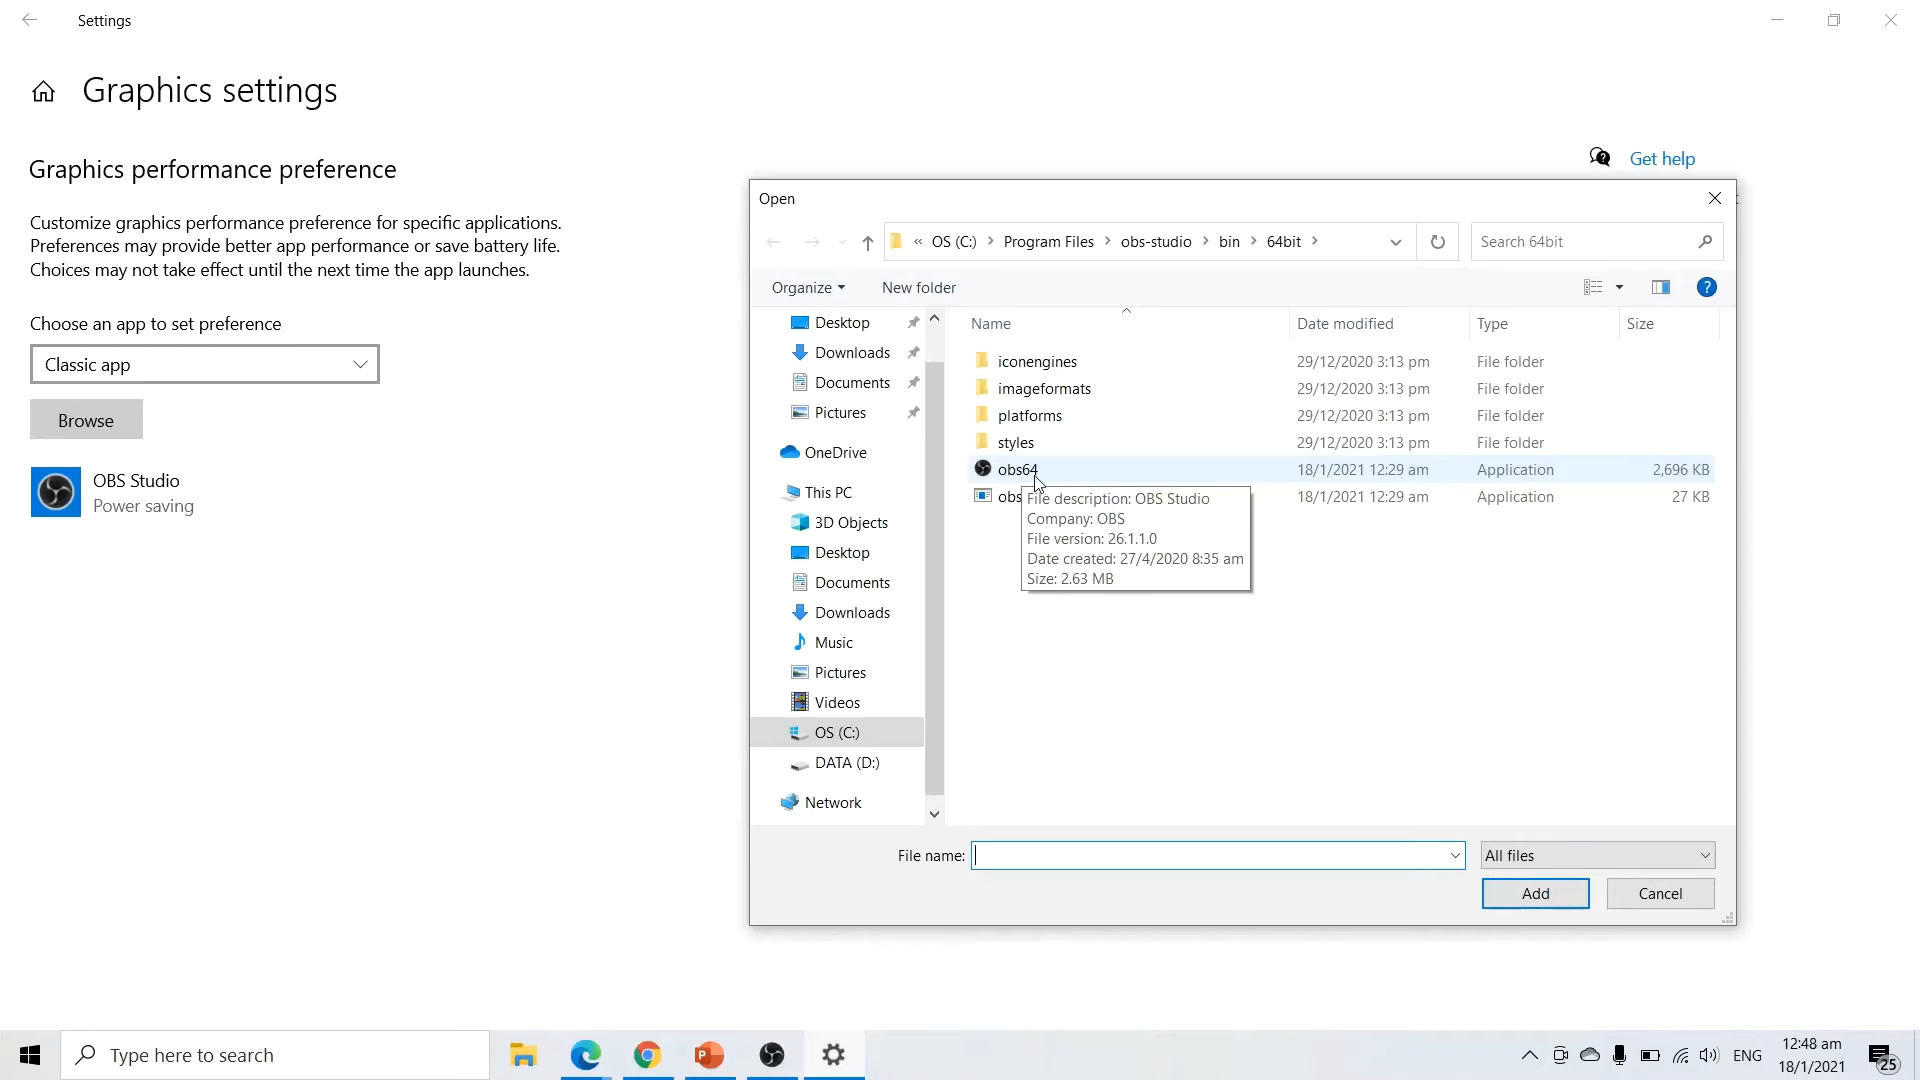 Settings
Graphics settings
Graphics performance preference
Customize graphics performance preference for specific applications.
Preferences may provide better app performance or save battery life.
Choices may not take effect until the next time the app launches.
Choose an app to set preference
Classic app
Browse
OBS Studio
Power saving
Get help
Open
« OS (C:) > Program Files > obs-studio > bin > 64bit >
Search 64bit
Organize
New folder
Desktop
Downloads
Documents
Pictures
OneDrive
This PC
3D Objects
Desktop
Documents
Downloads
Music
Pictures
Videos
OS (C:)
DATA (D:)
Network
Name Date modified Type Size
iconengines 29/12/2020 3:13 pm File folder
imageformats 29/12/2020 3:13 pm File folder
platforms 29/12/2020 3:13 pm File folder
styles 29/12/2020 3:13 pm File folder
obs64 18/1/2021 12:29 am Application 2,696 KB
obs 18/1/2021 12:29 am Application 27 KB
File description: OBS Studio
Company: OBS
File version: 26.1.1.0
Date created: 27/4/2020 8:35 am
Size: 2.63 MB
File name:
All files
Add
Cancel
Type here to search
ENG
12:48 am
18/1/2021
25